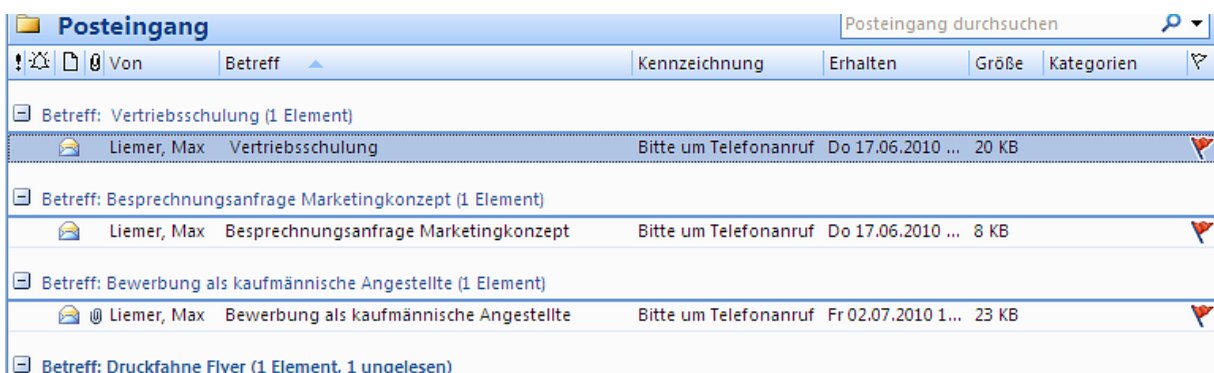 Posteingang Posteingang durchsuchen
Von Betreff Kennzeichnung Erhalten Größe Kategorien
Betreff: Vertriebsschulung (1 Element)
Liemer, Max Vertriebsschulung Bitte um Telefonanruf Do 17.06.2010 ... 20 KB
Betreff: Besprechnungsanfrage Marketingkonzept (1 Element)
Liemer, Max Besprechnungsanfrage Marketingkonzept Bitte um Telefonanruf Do 17.06.2010 ... 8 KB
Betreff: Bewerbung als kaufmännische Angestellte (1 Element)
Liemer, Max Bewerbung als kaufmännische Angestellte Bitte um Telefonanruf Fr 02.07.2010 1... 23 KB
Betreff: Druckfahne Flyer (1 Element, 1 ungelesen)